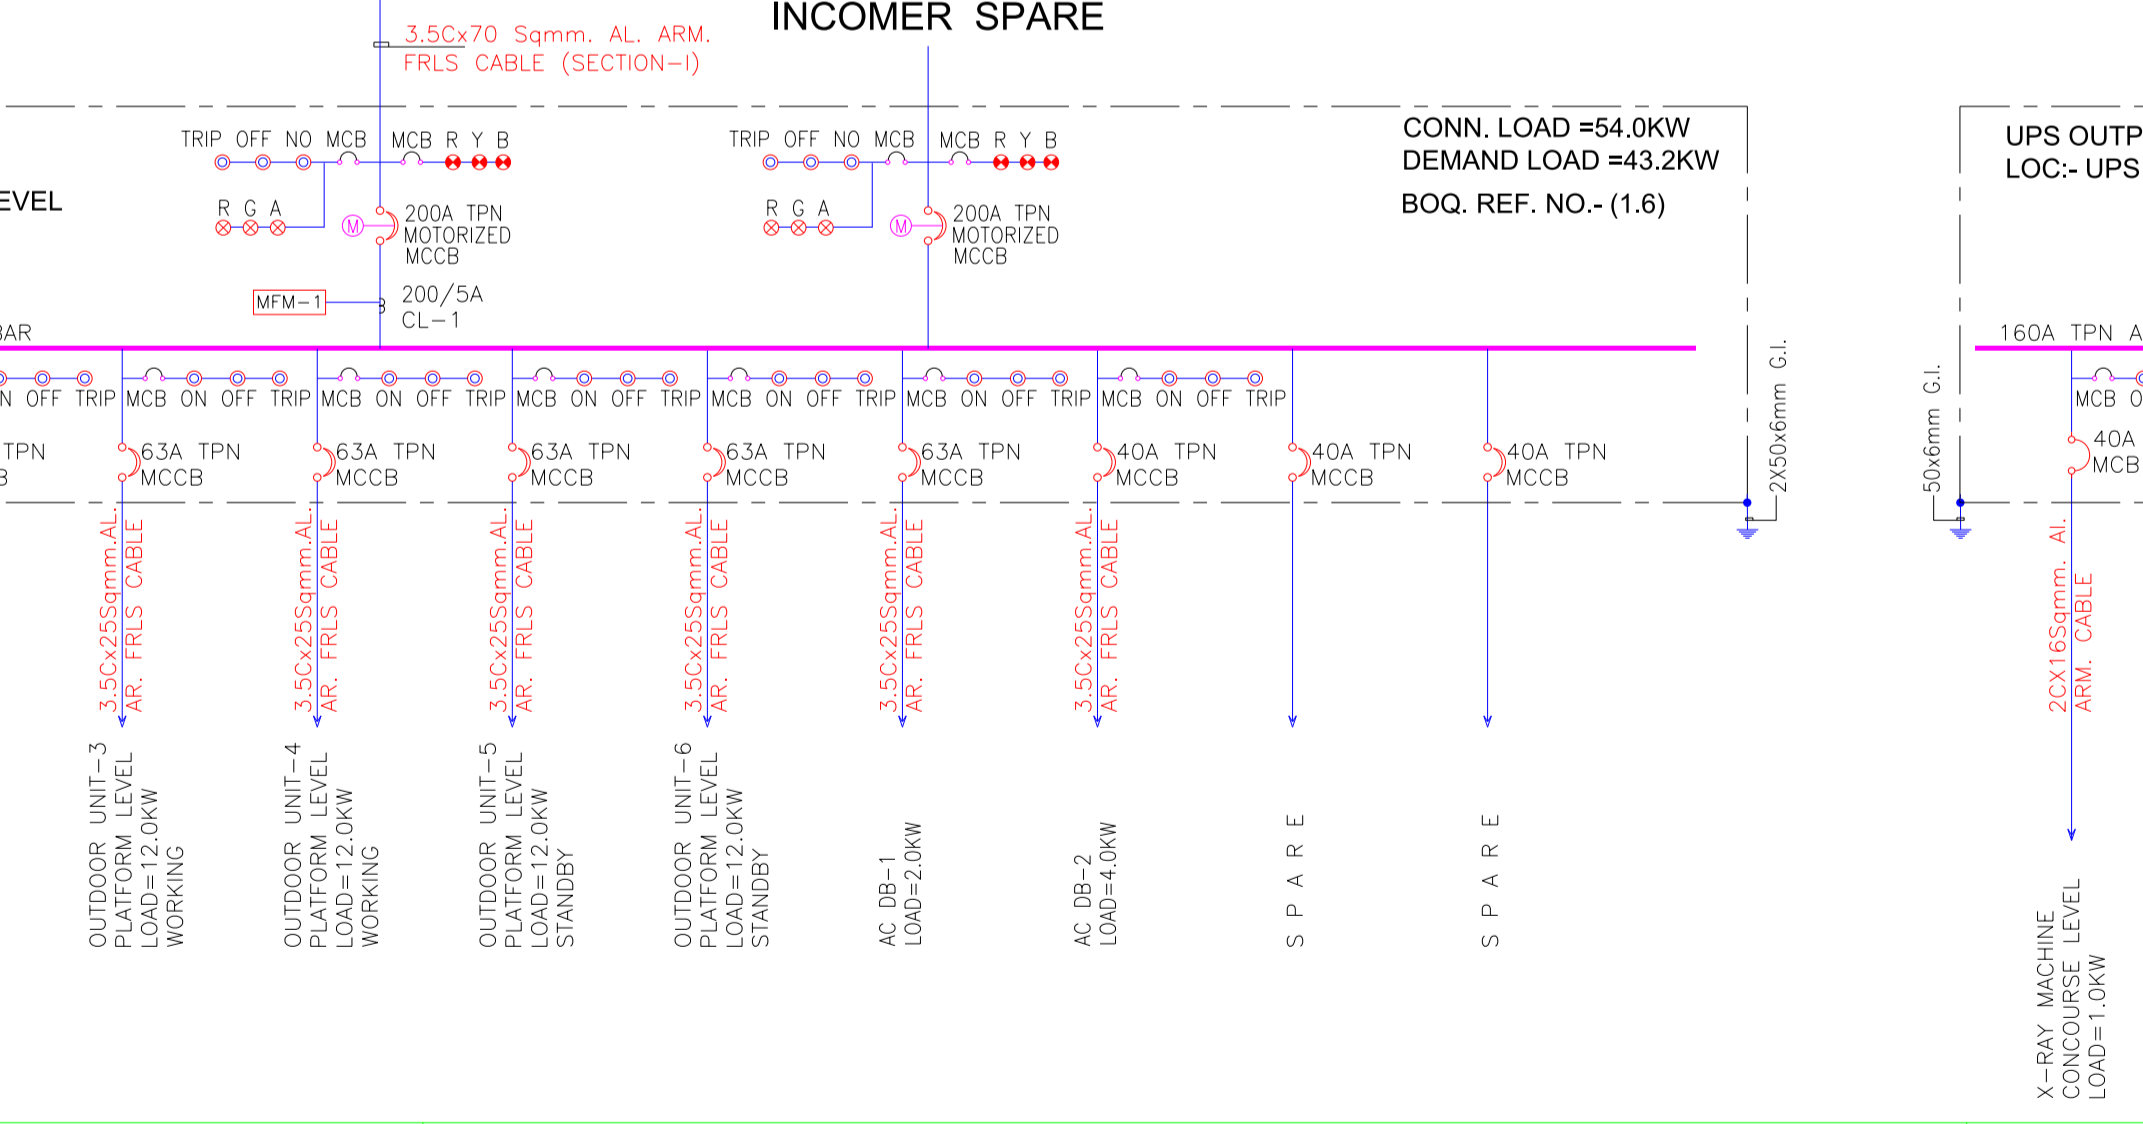 INCOMER SPARE
3.5Cx70 Sqmm. AL. ARM.
FRLS CABLE (SECTION-I)
TRIP OFF NO MCB MCB R Y B
R G A
M
200A TPN
MOTORIZED
MCCB
MFM-1
200/5A
CL-1
TRIP OFF NO MCB MCB R Y B
R G A
M
200A TPN
MOTORIZED
MCCB
CONN. LOAD =54.0KW
DEMAND LOAD =43.2KW
BOQ. REF. NO.- (1.6)
EVEL
BAR
UPS OUTP
LOC:- UPS
160A TPN A
N OFF TRIP MCB ON OFF TRIP MCB ON OFF TRIP MCB ON OFF TRIP MCB ON OFF TRIP MCB ON OFF TRIP MCB ON OFF TRIP
MCB O
TPN
B
63A TPN
MCCB
63A TPN
MCCB
63A TPN
MCCB
63A TPN
MCCB
63A TPN
MCCB
40A TPN
MCCB
40A TPN
MCCB
40A TPN
MCCB
40A
MCB
2X50x6mm G.I.
50x6mm G.I.
3.5Cx25Sqmm.AL.
AR. FRLS CABLE
3.5Cx25Sqmm.AL.
AR. FRLS CABLE
3.5Cx25Sqmm.AL.
AR. FRLS CABLE
3.5Cx25Sqmm.AL.
AR. FRLS CABLE
3.5Cx25Sqmm.AL.
AR. FRLS CABLE
3.5Cx25Sqmm.AL.
AR. FRLS CABLE
2CX16Sqmm. Al.
ARM. CABLE
OUTDOOR UNIT-3
PLATFORM LEVEL
LOAD=12.0KW
WORKING
OUTDOOR UNIT-4
PLATFORM LEVEL
LOAD=12.0KW
WORKING
OUTDOOR UNIT-5
PLATFORM LEVEL
LOAD=12.0KW
STANDBY
OUTDOOR UNIT-6
PLATFORM LEVEL
LOAD=12.0KW
STANDBY
AC DB-1
LOAD=2.0KW
AC DB-2
LOAD=4.0KW
S P A R E
S P A R E
X-RAY MACHINE
CONCOURSE LEVEL
LOAD=1.0KW